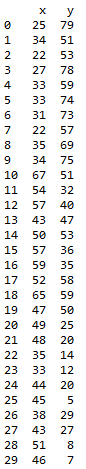 x y
0 25 79
1 34 51
2 22 53
3 27 78
4 33 59
5 33 74
6 31 73
7 22 57
8 35 69
9 34 75
10 67 51
11 54 32
12 57 40
13 43 47
14 50 53
15 57 36
16 59 35
17 52 58
18 65 59
19 47 50
20 49 25
21 48 20
22 35 14
23 33 12
24 44 20
25 45 5
26 38 29
27 43 27
28 51 8
29 46 7